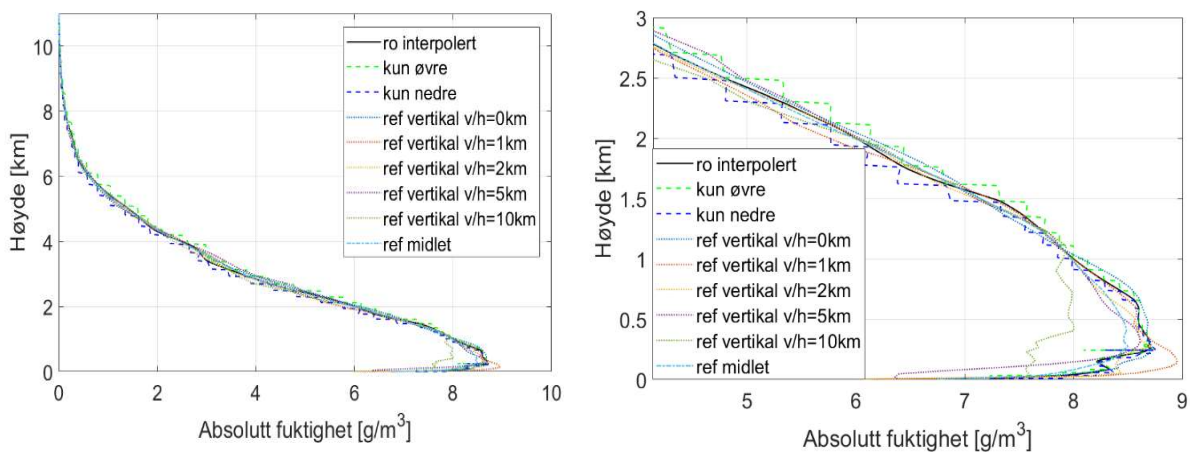 10
8
6
4
2
0
Høyde [km]
ro interpolert
kun øvre
kun nedre
ref vertikal v/h=0km
ref vertikal v/h=1km
ref vertikal v/h=2km
ref vertikal v/h=5km
ref vertikal v/h=10km
ref midlet
0 2 4 6 8 10
Absolutt fuktighet [g/m³]
3
2.5
2
1.5
1
0.5
0
Høyde [km]
ro interpolert
kun øvre
kun nedre
ref vertikal v/h=0km
ref vertikal v/h=1km
ref vertikal v/h=2km
ref vertikal v/h=5km
ref vertikal v/h=10km
ref midlet
5 6 7 8 9
Absolutt fuktighet [g/m³]